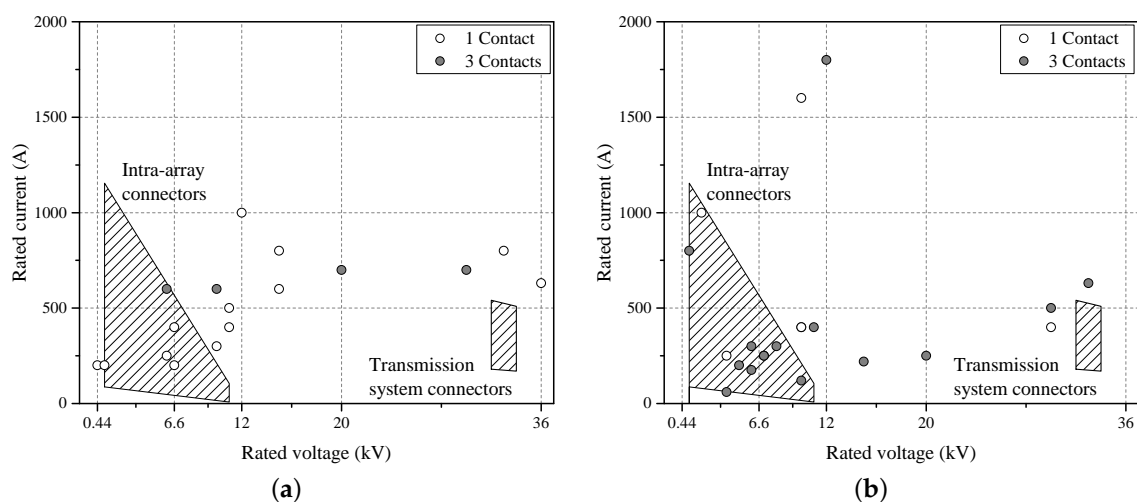 2000
1500
1000
500
0
Rated current (A)
1 Contact
3 Contacts
Intra-array
connectors
Transmission
system connectors
0.44
6.6
12
20
36
Rated voltage (kV)
(a)
2000
1500
1000
500
0
Rated current (A)
1 Contact
3 Contacts
Intra-array
connectors
Transmission
system connectors
0.44
6.6
12
20
36
Rated voltage (kV)
(b)